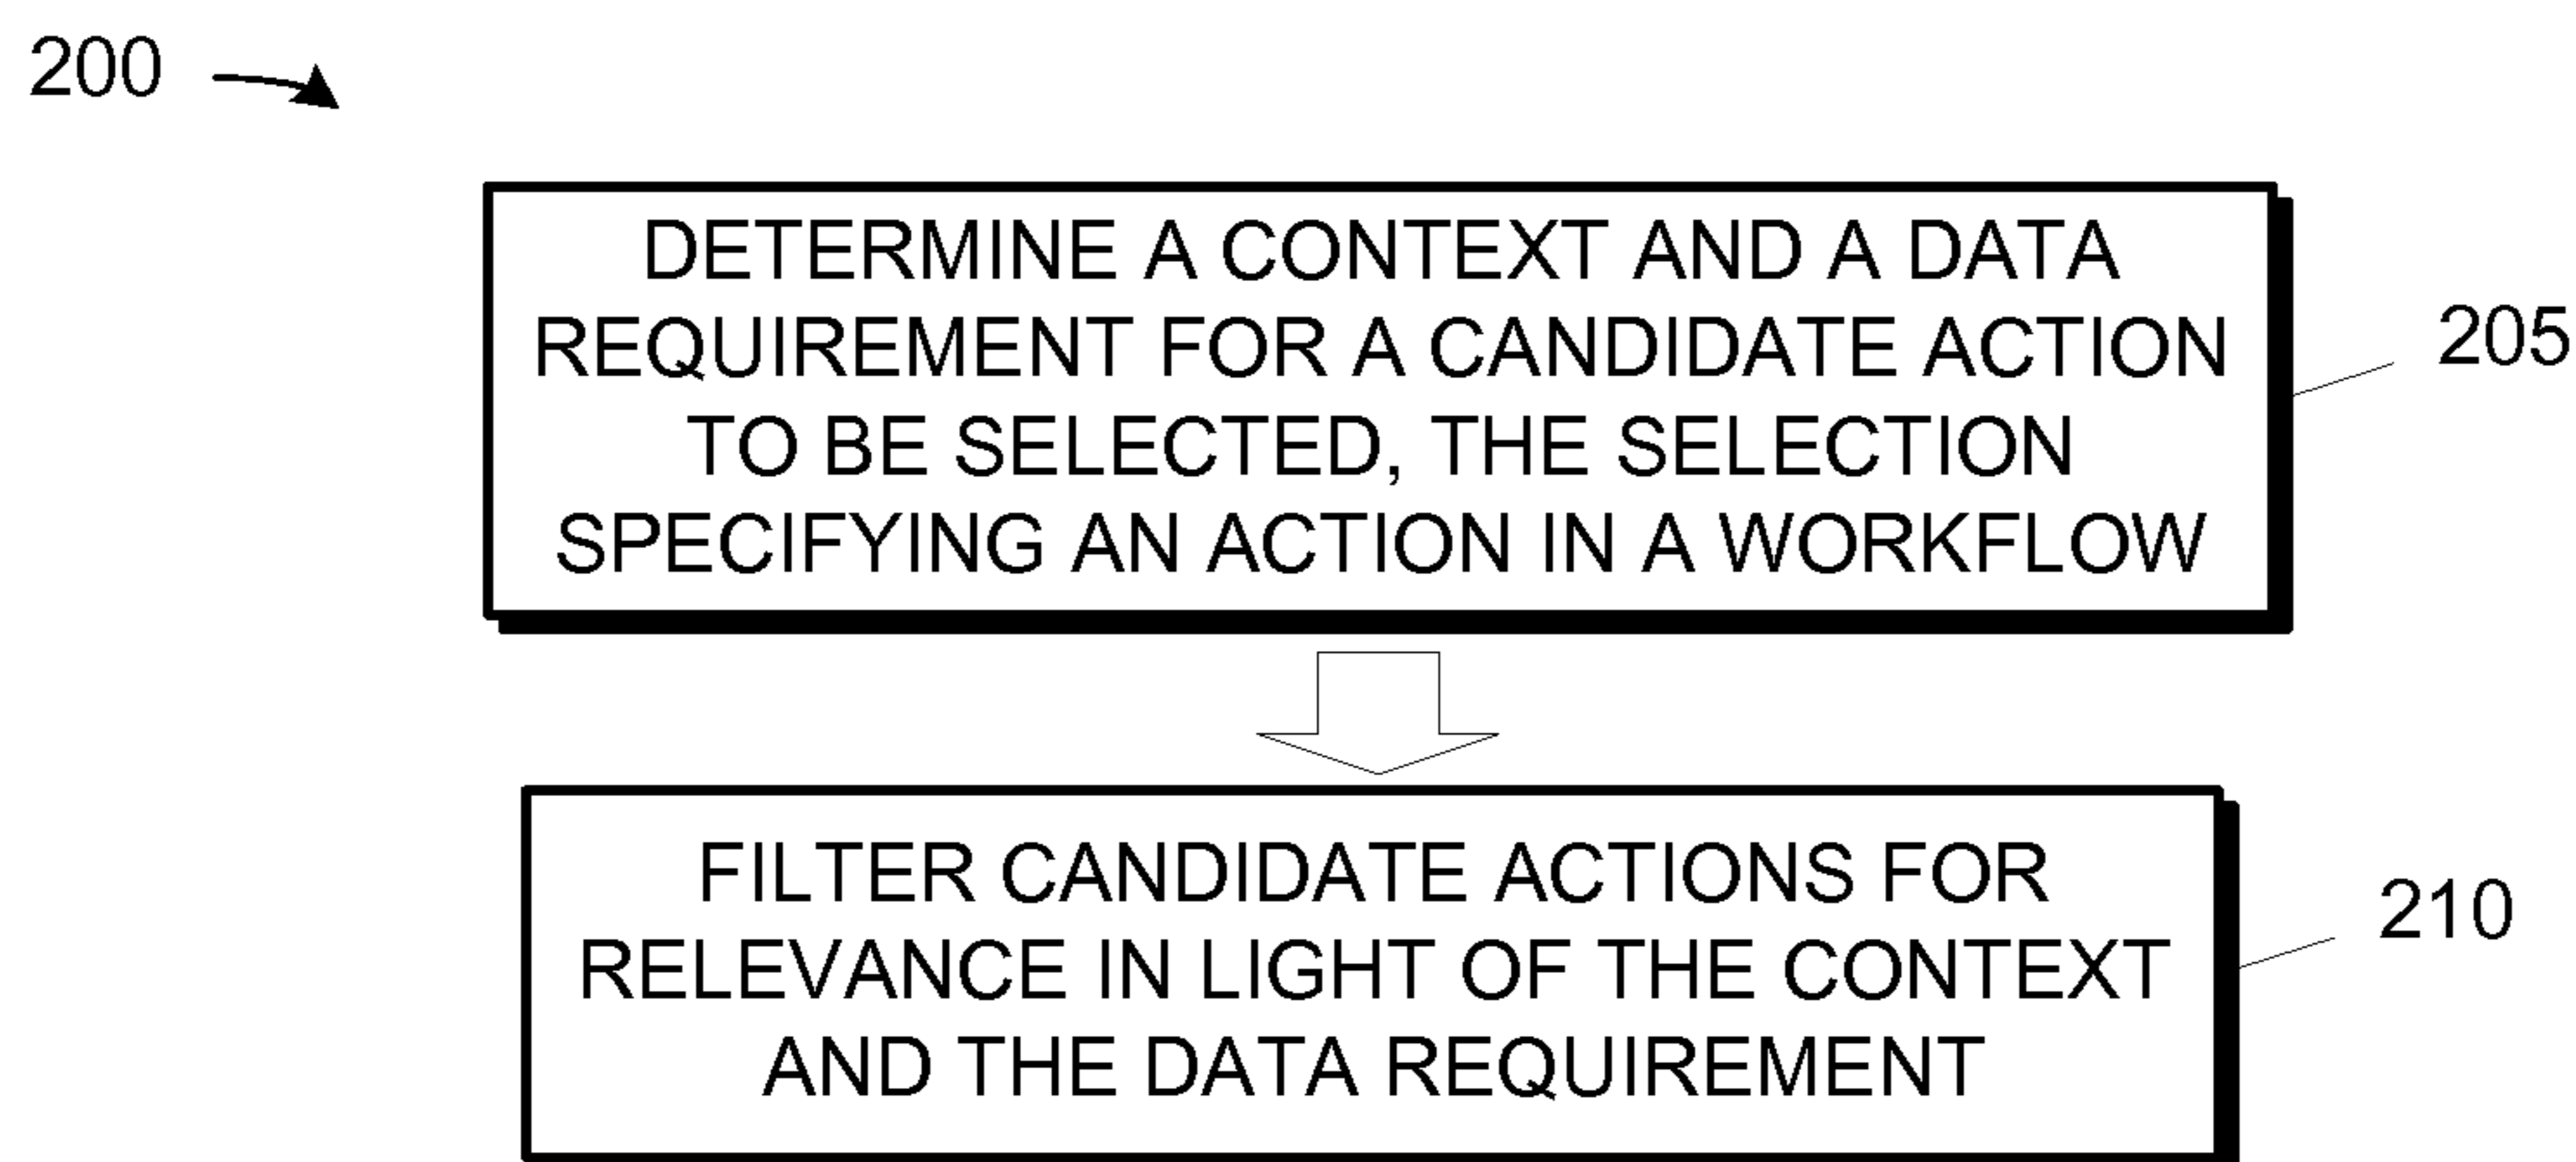 200
DETERMINE A CONTEXT AND A DATA
REQUIREMENT FOR A CANDIDATE ACTION
TO BE SELECTED, THE SELECTION
SPECIFYING AN ACTION IN A WORKFLOW
205
FILTER CANDIDATE ACTIONS FOR
RELEVANCE IN LIGHT OF THE CONTEXT
AND THE DATA REQUIREMENT
210